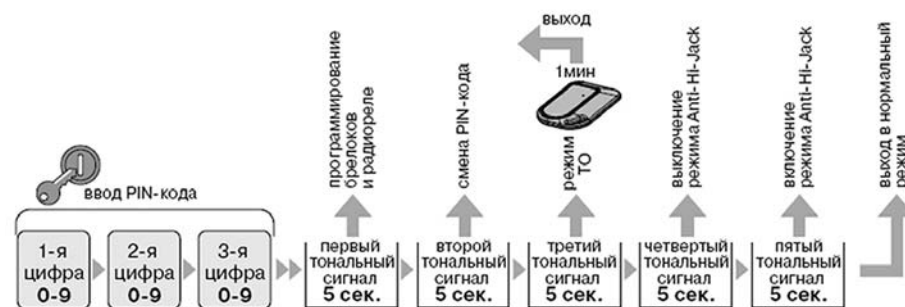 выход
1мин
программирование
брелоков
и радиореле
смена PIN-кода
режим
ТО
выключение
режима Anti-Hi-Jack
включение
режима Anti-Hi-Jack
выход в нормальный
режим
ввод PIN-кода
1-я
цифра
0-9
2-я
цифра
0-9
3-я
цифра
0-9
первый
тональный
сигнал
5 сек.
второй
тональный
сигнал
5 сек.
третий
тональный
сигнал
5 сек.
четвертый
тональный
сигнал
5 сек.
пятый
тональный
сигнал
5 сек.